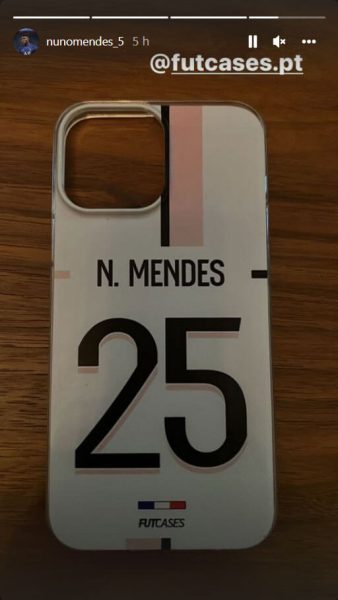 nunomendes_5 5 h
@futcases.pt
N. MENDES
25
FUTCASES